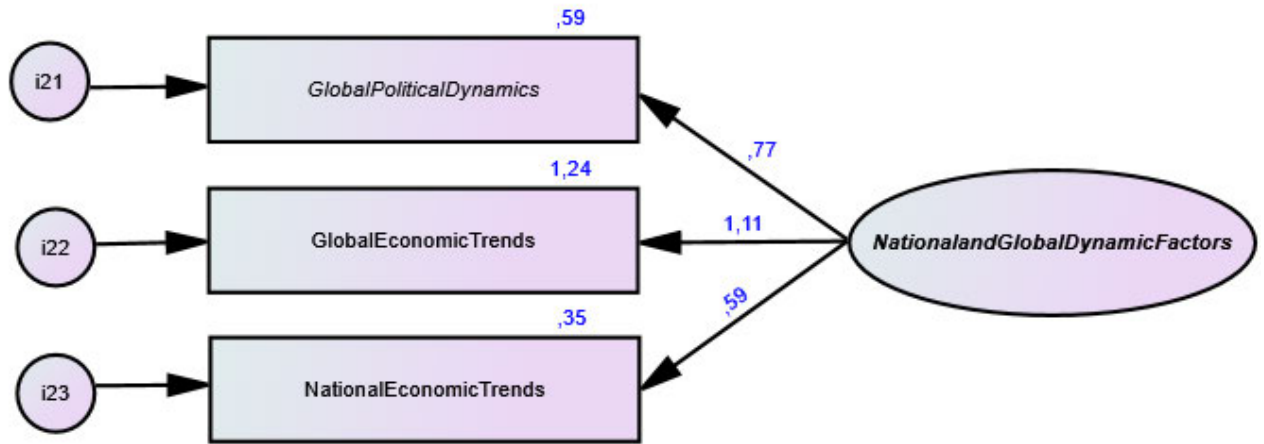 ,59
i21
GlobalPoliticalDynamics
,77
1,24
i22
GlobalEconomicTrends
1,11
NationalandGlobalDynamicFactors
,59
,35
i23
NationalEconomicTrends